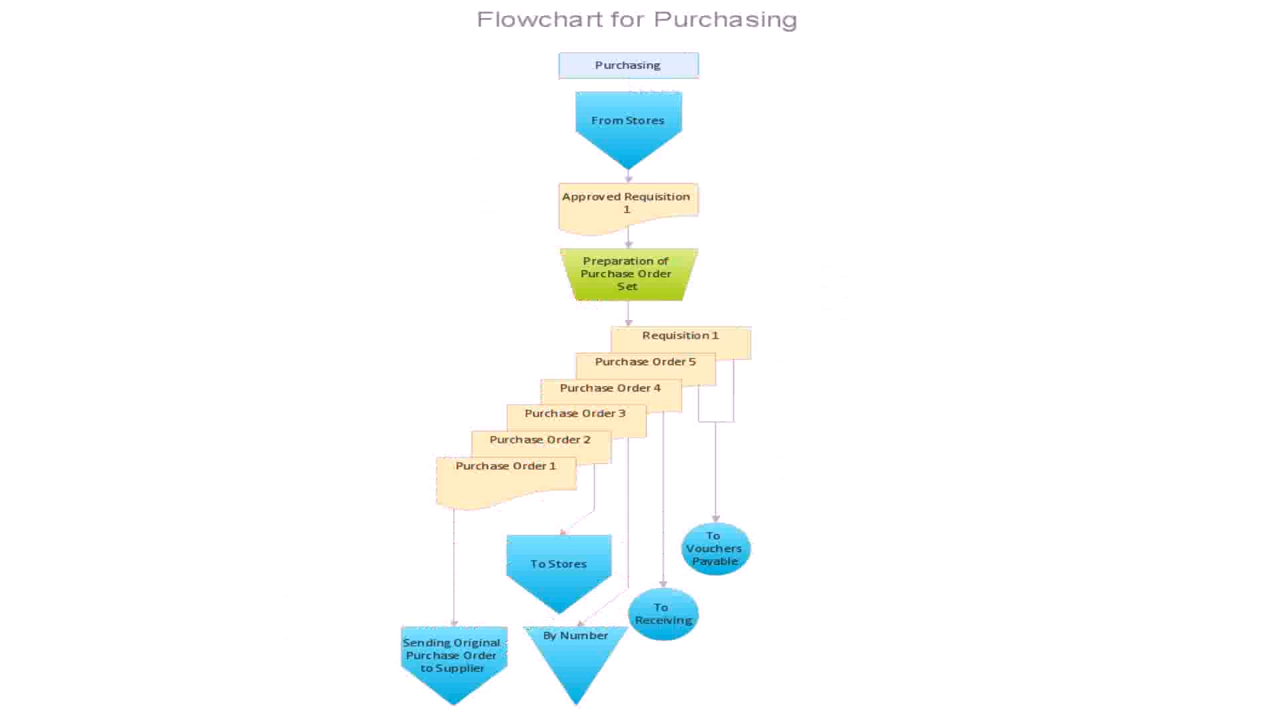 Flowchart for Purchasing
Purchasing
From Stores
Approved Requisition
1
Preparation of
Purchase Order
Set
Requisition 1
Purchase Order 5
Purchase Order 4
Purchase Order 3
Purchase Order 2
Purchase Order 1
To
Vouchers
Payable
To Stores
To
Receiving
By Number
Sending Original
Purchase Order
to Supplier